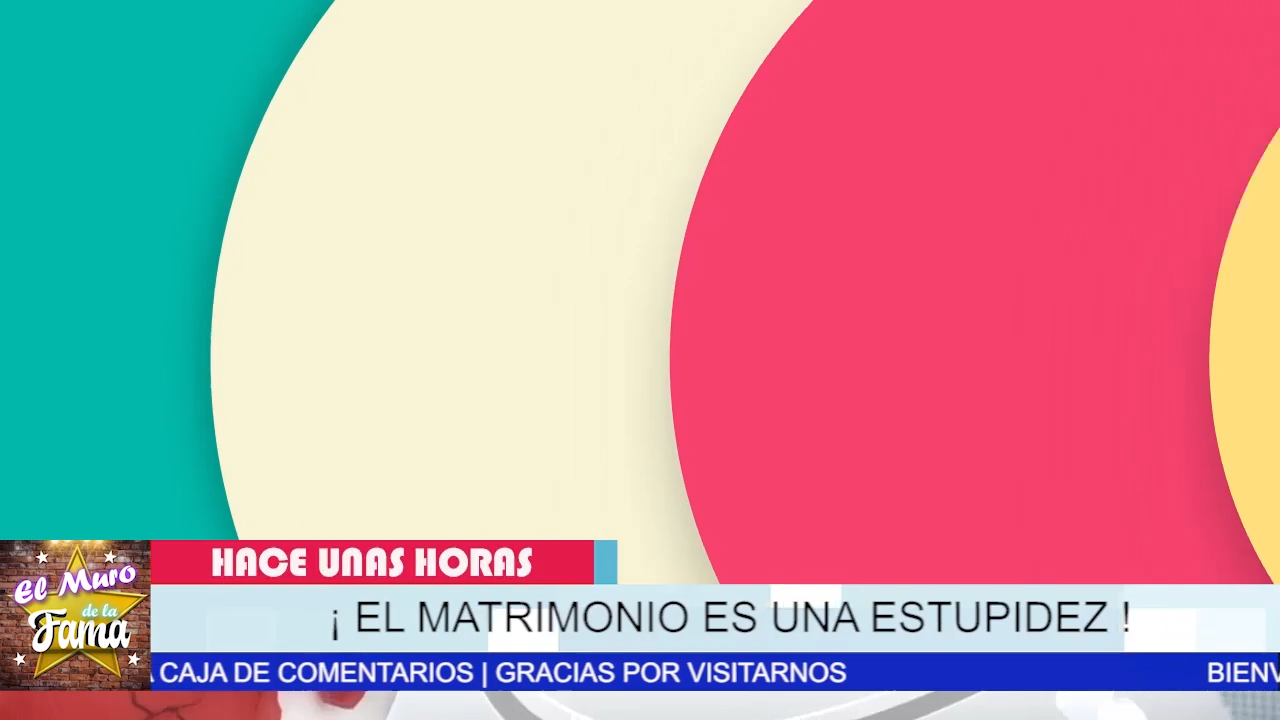 HACE UNAS HORAS
El Muro
de la
Fama
¡ EL MATRIMONIO ES UNA ESTUPIDEZ !
CAJA DE COMENTARIOS | GRACIAS POR VISITARNOS